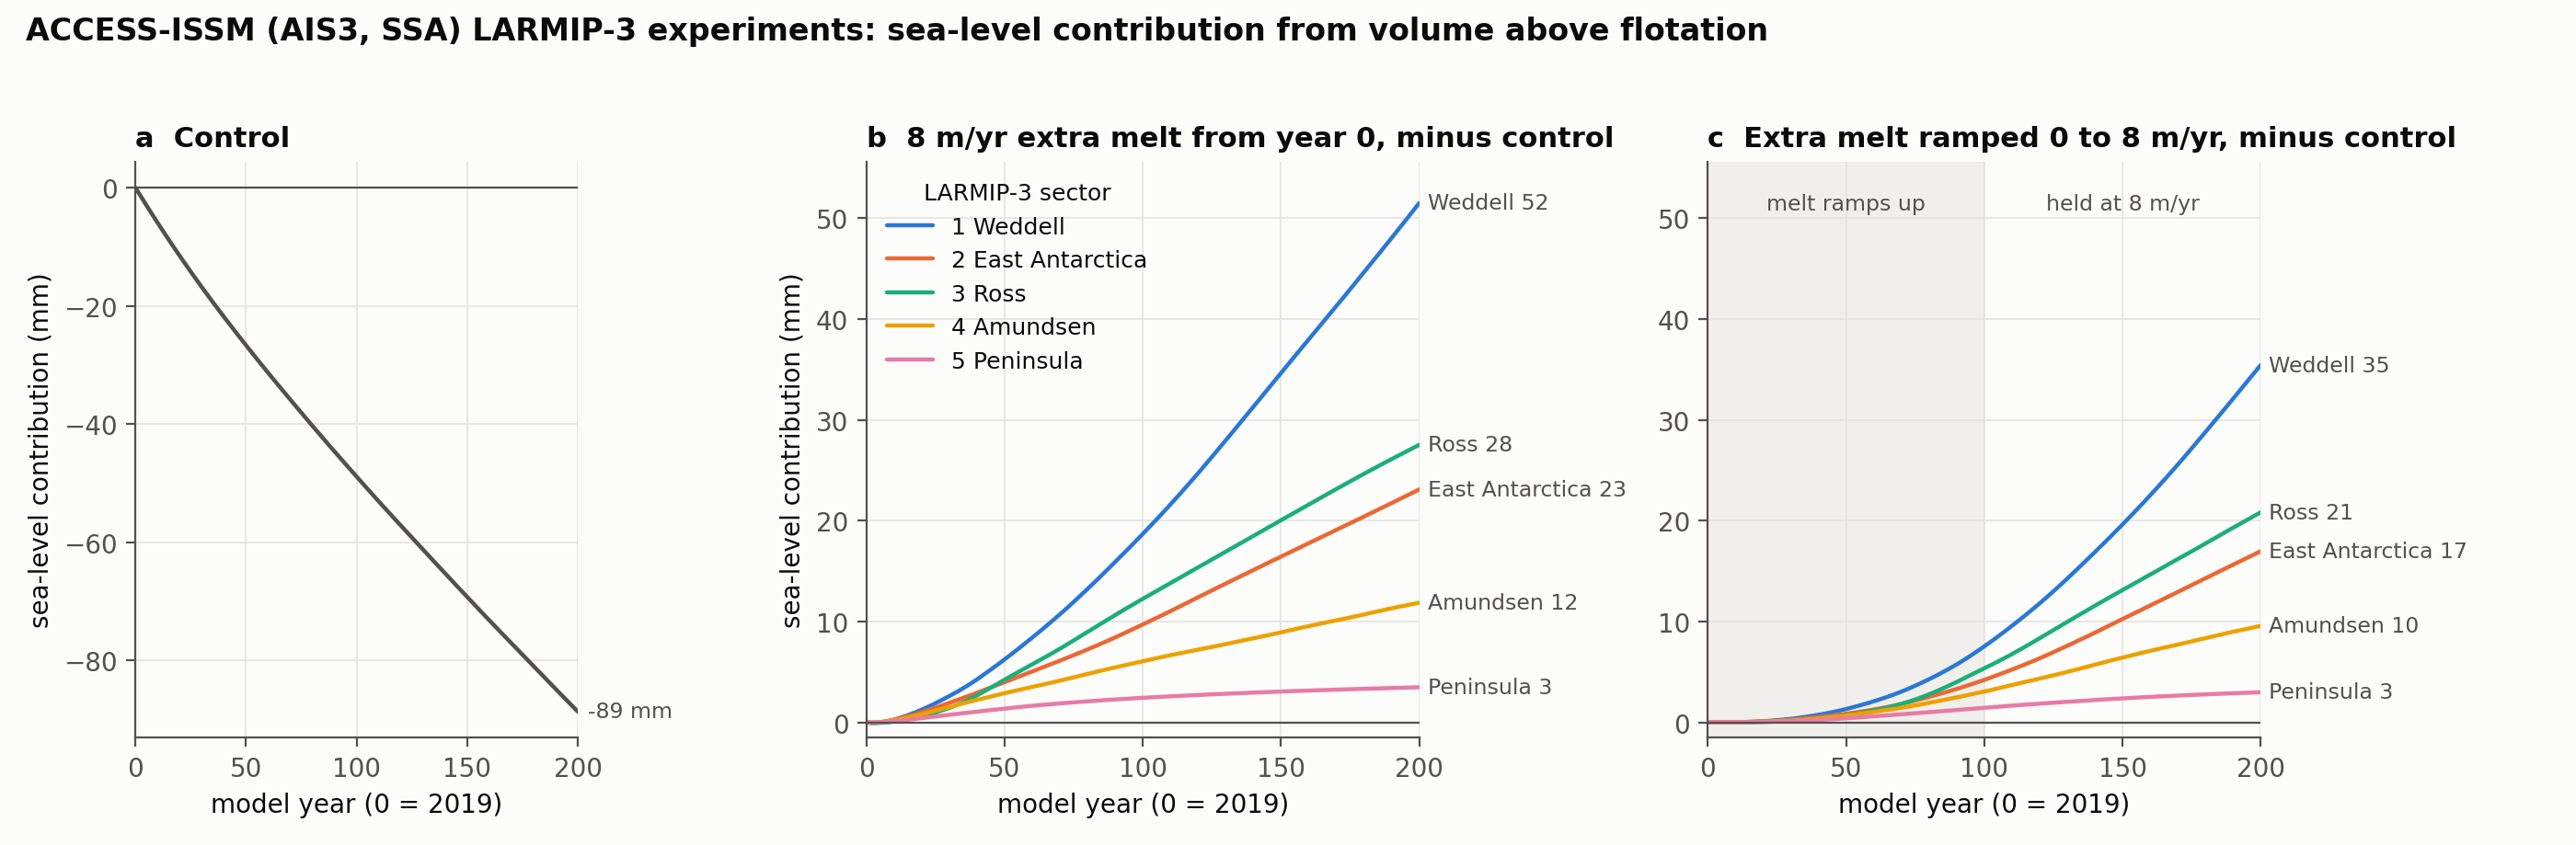 ACCESS-ISSM (AIS3, SSA) LARMIP-3 experiments: sea-level contribution from volume above flotation
a Control
sea-level contribution (mm)
0
−20
−40
−60
−80
-89 mm
0 50 100 150 200
model year (0 = 2019)
b 8 m/yr extra melt from year 0, minus control
sea-level contribution (mm)
50
40
30
20
10
0
LARMIP-3 sector
1 Weddell
2 East Antarctica
3 Ross
4 Amundsen
5 Peninsula
Weddell 52
Ross 28
East Antarctica 23
Amundsen 12
Peninsula 3
0 50 100 150 200
model year (0 = 2019)
c Extra melt ramped 0 to 8 m/yr, minus control
50
40
30
20
10
0
melt ramps up
held at 8 m/yr
Weddell 35
Ross 21
East Antarctica 17
Amundsen 10
Peninsula 3
0 50 100 150 200
model year (0 = 2019)